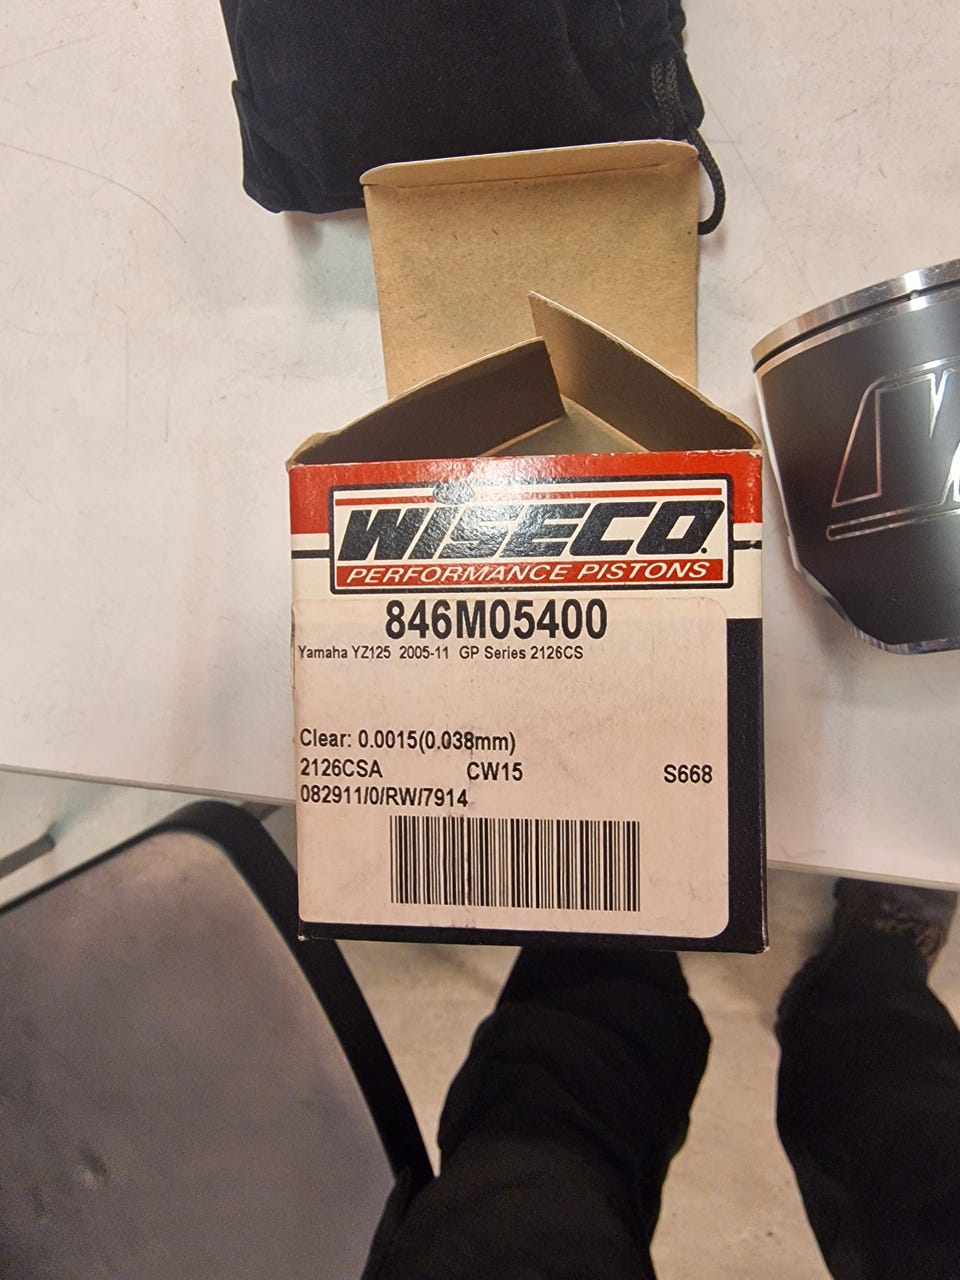 WISECO.
PERFORMANCE PISTONS
846M05400
Yamaha YZ125 2005-11 GP Series 2126CS
Clear: 0.0015(0.038mm)
2126CSA CW15 S668
082911/0/RW/7914